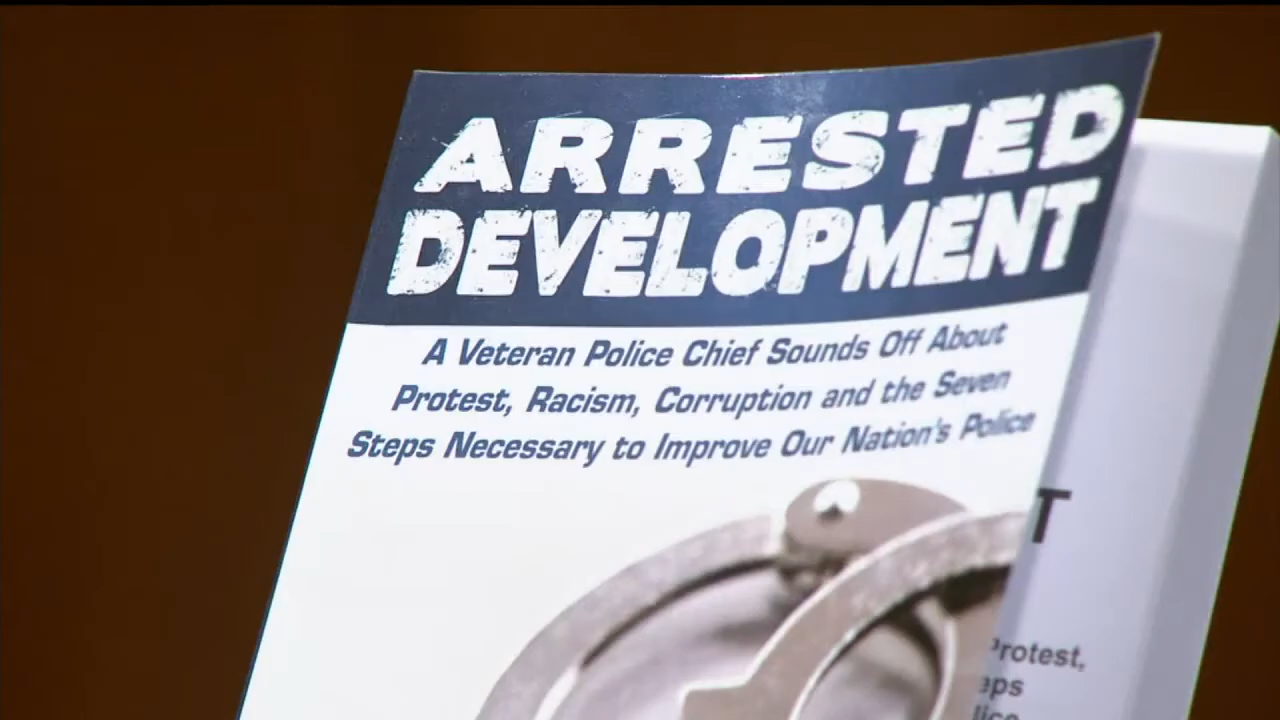 ARRESTED
DEVELOPMENT
A Veteran Police Chief Sounds Off About
Protest, Racism, Corruption and the Seven
Steps Necessary to Improve Our Nation's Police
T
Protest,